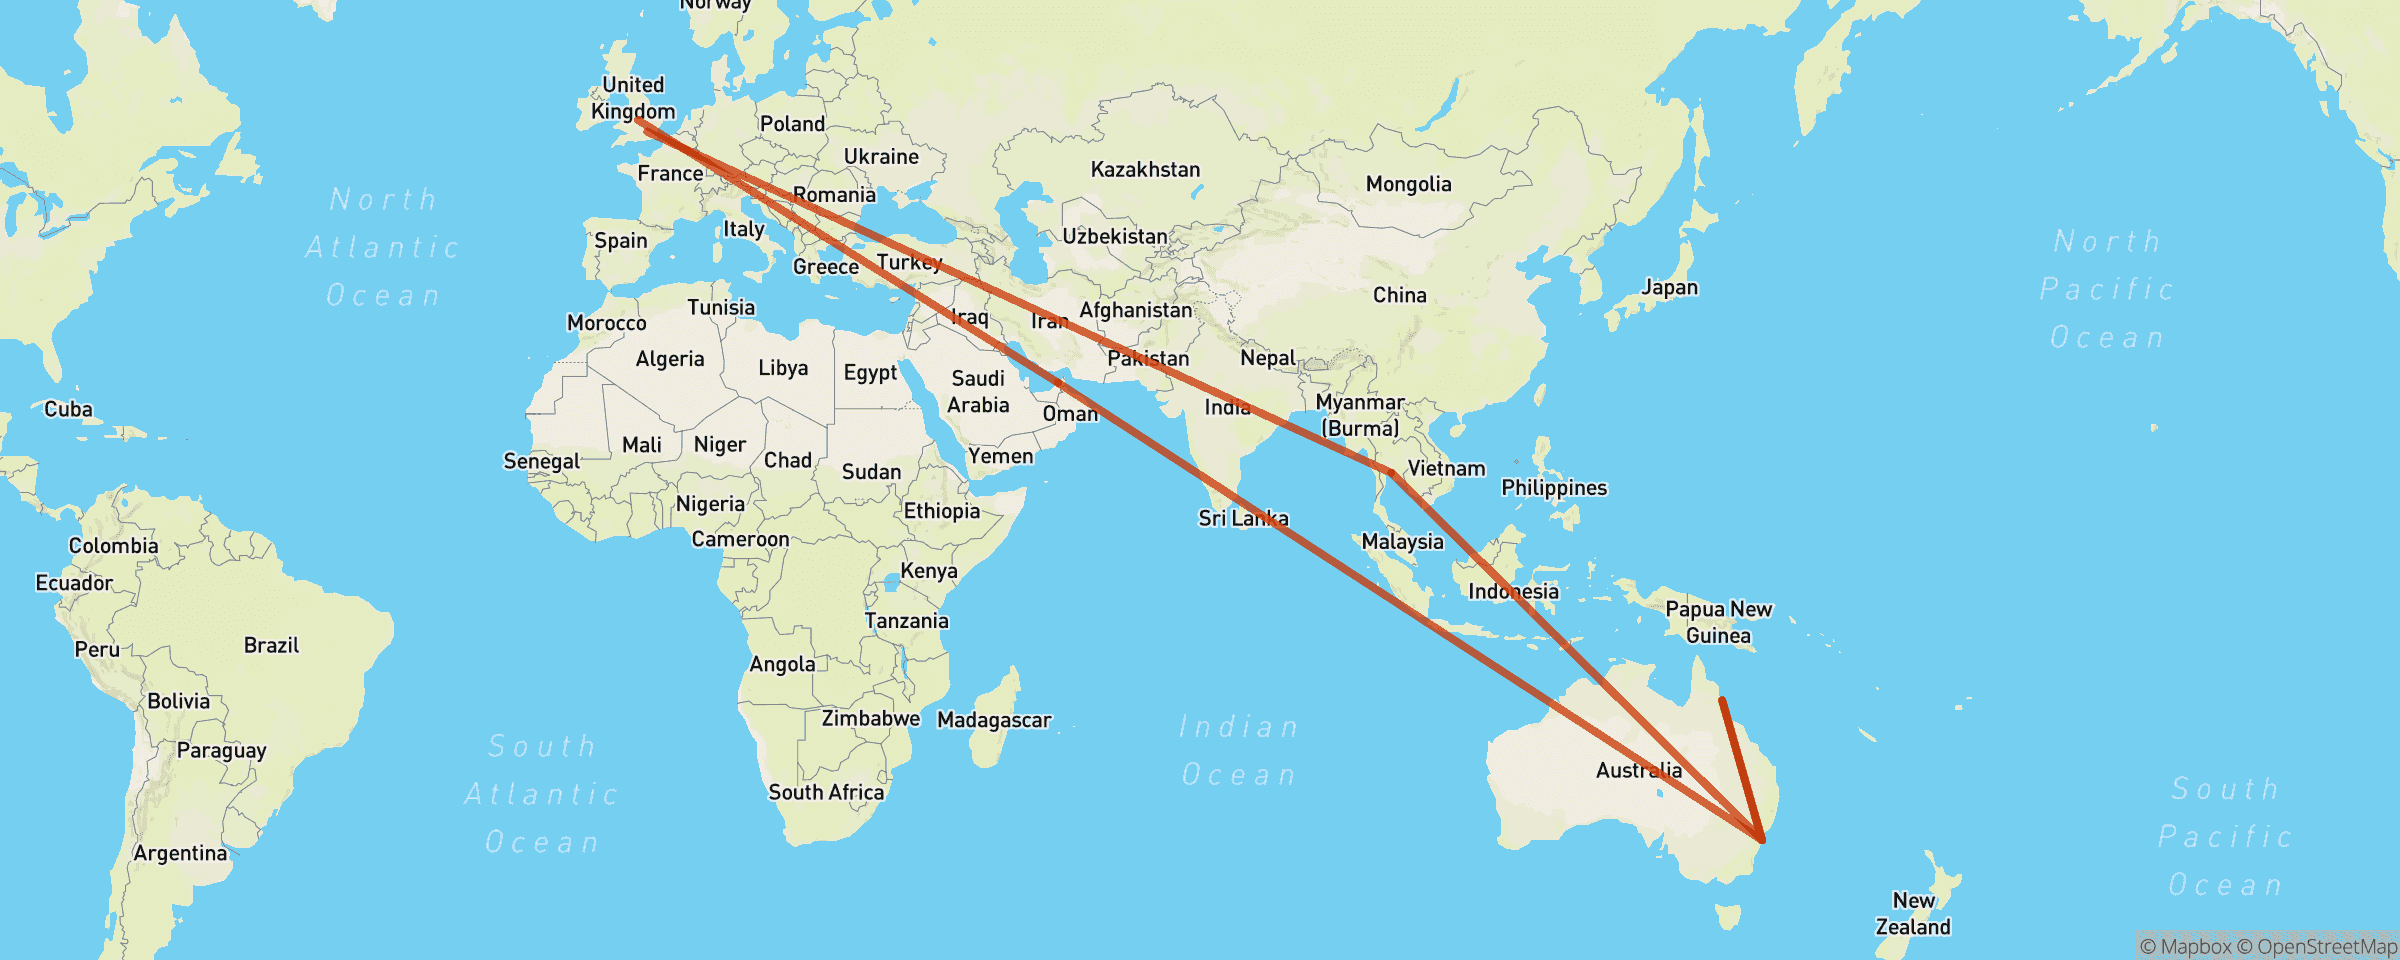 Norway
United
Kingdom
Poland
Ukraine
France
Romania
Kazakhstan
Mongolia
North
Atlantic
Ocean
Spain
Italy
Greece
Turkey
Uzbekistan
North
Pacific
Ocean
Japan
China
Tunisia
Morocco
Iraq
Iran
Afghanistan
Algeria
Libya
Egypt
Pakistan
Nepal
Saudi
Arabia
Cuba
Oman
India
Myanmar
(Burma)
Mali
Niger
Chad
Senegal
Sudan
Yemen
Vietnam
Philippines
Nigeria
Ethiopia
Sri Lanka
Cameroon
Malaysia
Colombia
Kenya
Ecuador
Indonesia
Papua New
Guinea
Tanzania
Brazil
Peru
Angola
Bolivia
Zimbabwe
Madagascar
Indian
Ocean
Paraguay
South
Atlantic
Ocean
Australia
South Africa
South
Pacific
Ocean
Argentina
New
Zealand
© Mapbox © OpenStreetMap